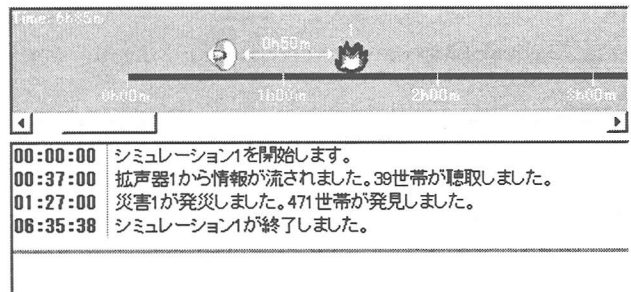 Time: 6h35m
0h50m
0h00m 1h00m 2h00m 3h00m
00:00:00 シミュレーション1を開始します。
00:37:00 拡声器1から情報が流されました。39世帯が聴取しました。
01:27:00 災害1が発災しました。471世帯が発見しました。
06:35:38 シミュレーション1が終了しました。